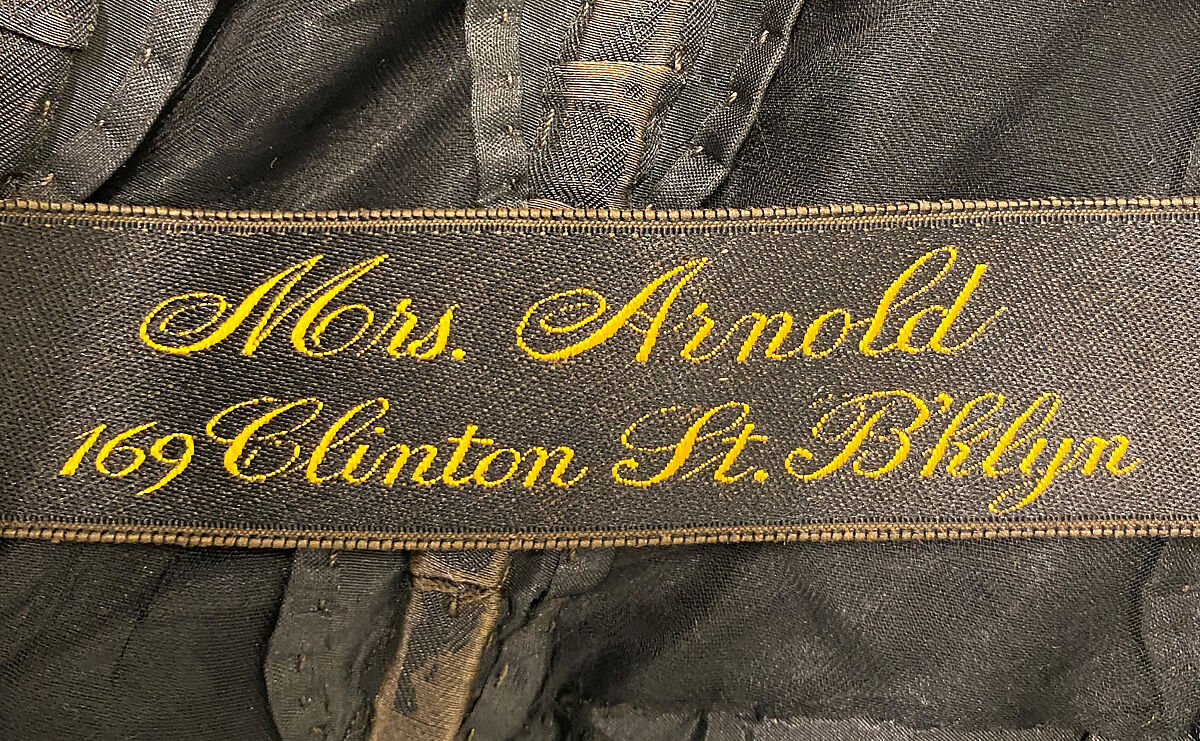 Mrs. Arnold
169 Clinton St. B'klyn